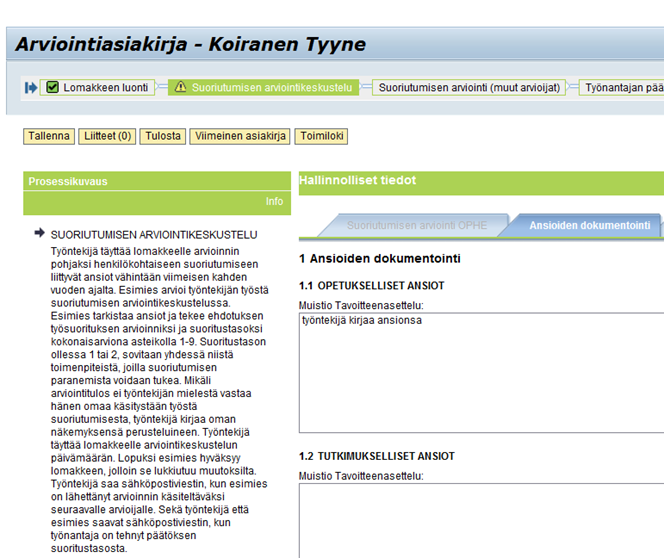 Arviointiasiakirja - Koiranen Tyyne
Lomakkeen luonti
Suoriutumisen arviointikeskustelu
Suoriutumisen arviointi (muut arvioijat)
Työnantajan pää
Tallenna
Liitteet (0)
Tulosta
Viimeinen asiakirja
Toimiloki
Prosessikuvaus
Info
SUORIUTUMISEN ARVIOINTIKESKUSTELU
Työntekijä täyttää lomakkeelle arvioinnin
pohjaksi henkilökohtaiseen suoriutumiseen
liittyvät ansiot vähintään viimeisen kahden
vuoden ajalta. Esimies arvioi työntekijän työstä
suoriutumisen arviointikeskustelussa.
Esimies tarkistaa ansiot ja tekee ehdotuksen
työsuorituksen arvioinniksi ja suoritustasoksi
kokonaisarviona asteikolla 1-9. Suoritustason
ollessa 1 tai 2, sovitaan yhdessä niistä
toimenpiteistä, joilla suoriutumisen
paranemista voidaan tukea. Mikäli
arviointitulos ei työntekijän mielestä vastaa
hänen omaa käsitystään työstä
suoriutumisesta, työntekijä kirjaa oman
näkemyksensä perusteluineen. Työntekijä
täyttää lomakkeelle arviointikeskustelun
päivämäärän. Lopuksi esimies hyväksyy
lomakkeen, jolloin se lukkiutuu muutoksilta.
Työntekijä saa sähköpostiviestin, kun esimies
on lähettänyt arvioinnin käsiteltäväksi
seuraavalle arvioijalle. Sekä työntekijä että
esimies saavat sähköpostiviestin, kun
työnantaja on tehnyt päätöksen
suoritustasosta.
Hallinnolliset tiedot
Suoriutumisen arviointi OPHE
Ansioiden dokumentointi
1 Ansioiden dokumentointi
1.1 OPETUKSELLISET ANSIOT
Muistio Tavoitteenasettelu:
työntekijä kirjaa ansionsa
1.2 TUTKIMUKSELLISET ANSIOT
Muistio Tavoitteenasettelu: